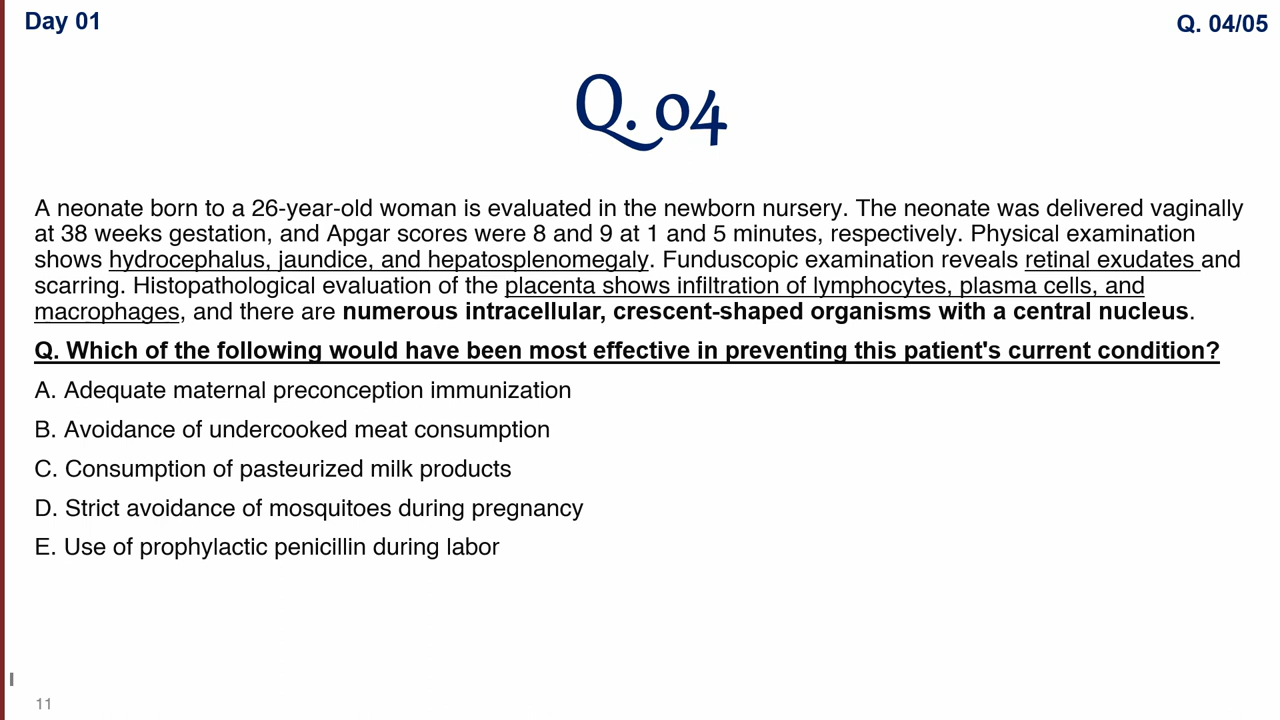 Day 01
Q. 04/05
Q. 04
A neonate born to a 26-year-old woman is evaluated in the newborn nursery. The neonate was delivered vaginally
at 38 weeks gestation, and Apgar scores were 8 and 9 at 1 and 5 minutes, respectively. Physical examination
shows hydrocephalus, jaundice, and hepatosplenomegaly. Funduscopic examination reveals retinal exudates and
scarring. Histopathological evaluation of the placenta shows infiltration of lymphocytes, plasma cells, and
macrophages, and there are numerous intracellular, crescent-shaped organisms with a central nucleus.
Q. Which of the following would have been most effective in preventing this patient's current condition?
A. Adequate maternal preconception immunization
B. Avoidance of undercooked meat consumption
C. Consumption of pasteurized milk products
D. Strict avoidance of mosquitoes during pregnancy
E. Use of prophylactic penicillin during labor
11